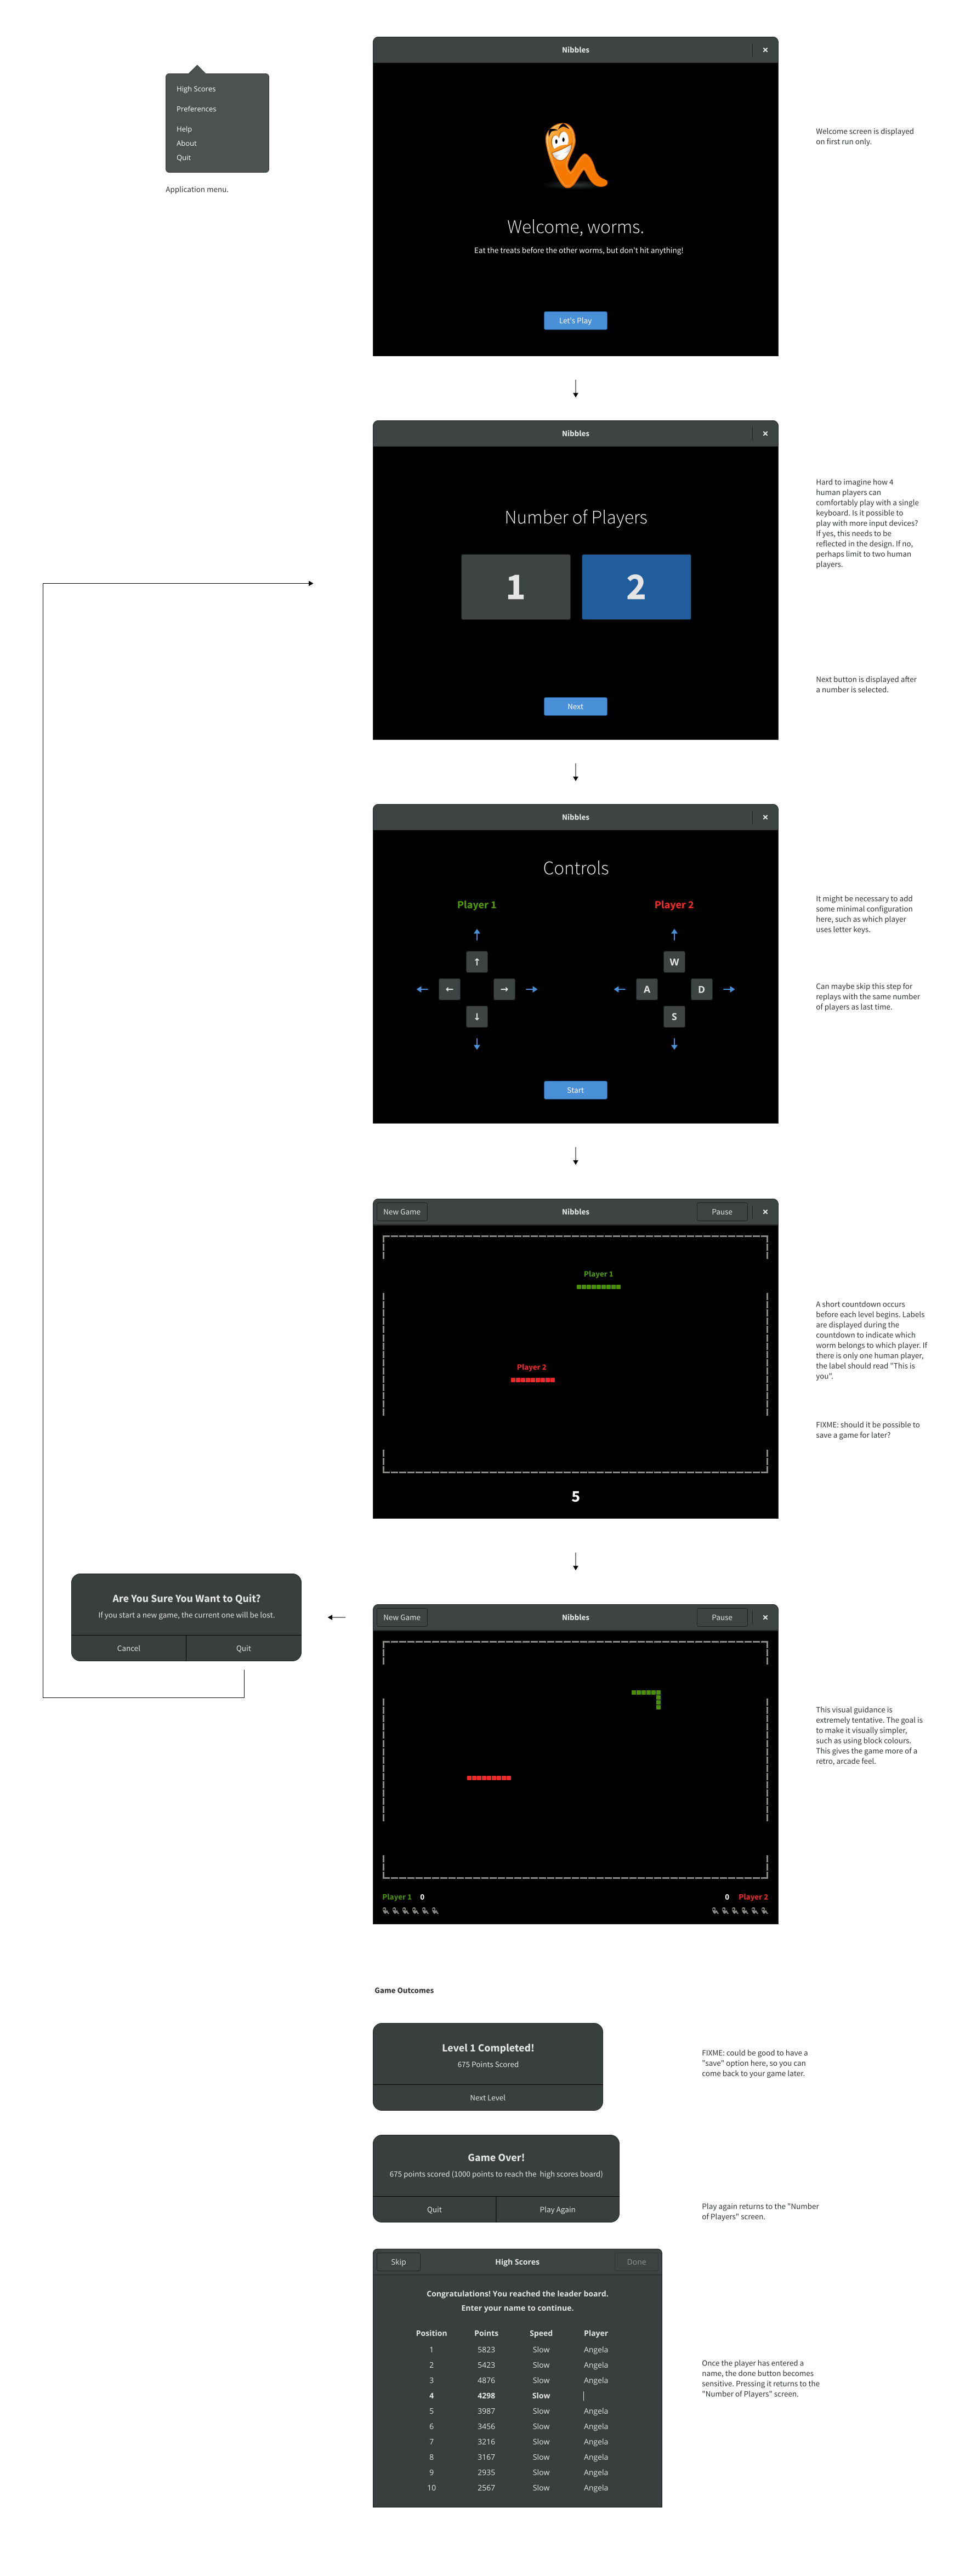 Nibbles
×
High Scores
Preferences
Help
About
Quit
Application menu.
Welcome, worms.
Eat the treats before the other worms, but don't hit anything!
Let's Play
Welcome screen is displayed
on first run only.
Nibbles
×
Number of Players
1 2
Next
Hard to imagine how 4
human players can
comfortably play with a single
keyboard. Is it possible to
play with more input devices?
If yes, this needs to be
reflected in the design. If no,
perhaps limit to two human
players.
Next button is displayed after
a number is selected.
Nibbles
×
Controls
Player 1 Player 2
↑ ↑
↑ W
← ← → → ← A D →
↓ S
↓ ↓
Start
It might be necessary to add
some minimal configuration
here, such as which player
uses letter keys.
Can maybe skip this step for
replays with the same number
of players as last time.
New Game Nibbles Pause ×
Player 1
Player 2
5
A short countdown occurs
before each level begins. Labels
are displayed during the
countdown to indicate which
worm belongs to which player. If
there is only one human player,
the label should read "This is
you".
FIXME: should it be possible to
save a game for later?
Are You Sure You Want to Quit?
If you start a new game, the current one will be lost.
Cancel Quit
New Game Nibbles Pause ×
Player 1 0 0 Player 2
This visual guidance is
extremely tentative. The goal is
to make it visually simpler,
such as using block colours.
This gives the game more of a
retro, arcade feel.
Game Outcomes
Level 1 Completed!
675 Points Scored
Next Level
FIXME: could be good to have a
"save" option here, so you can
come back to your game later.
Game Over!
675 points scored (1000 points to reach the high scores board)
Quit Play Again
Play again returns to the "Number
of Players" screen.
Skip High Scores Done
Congratulations! You reached the leader board.
Enter your name to continue.
Position Points Speed Player
1 5823 Slow Angela
2 5423 Slow Angela
3 4876 Slow Angela
4 4298 Slow
5 3987 Slow Angela
6 3456 Slow Angela
7 3216 Slow Angela
8 3167 Slow Angela
9 2935 Slow Angela
10 2567 Slow Angela
Once the player has entered a
name, the done button becomes
sensitive. Pressing it returns to the
"Number of Players" screen.